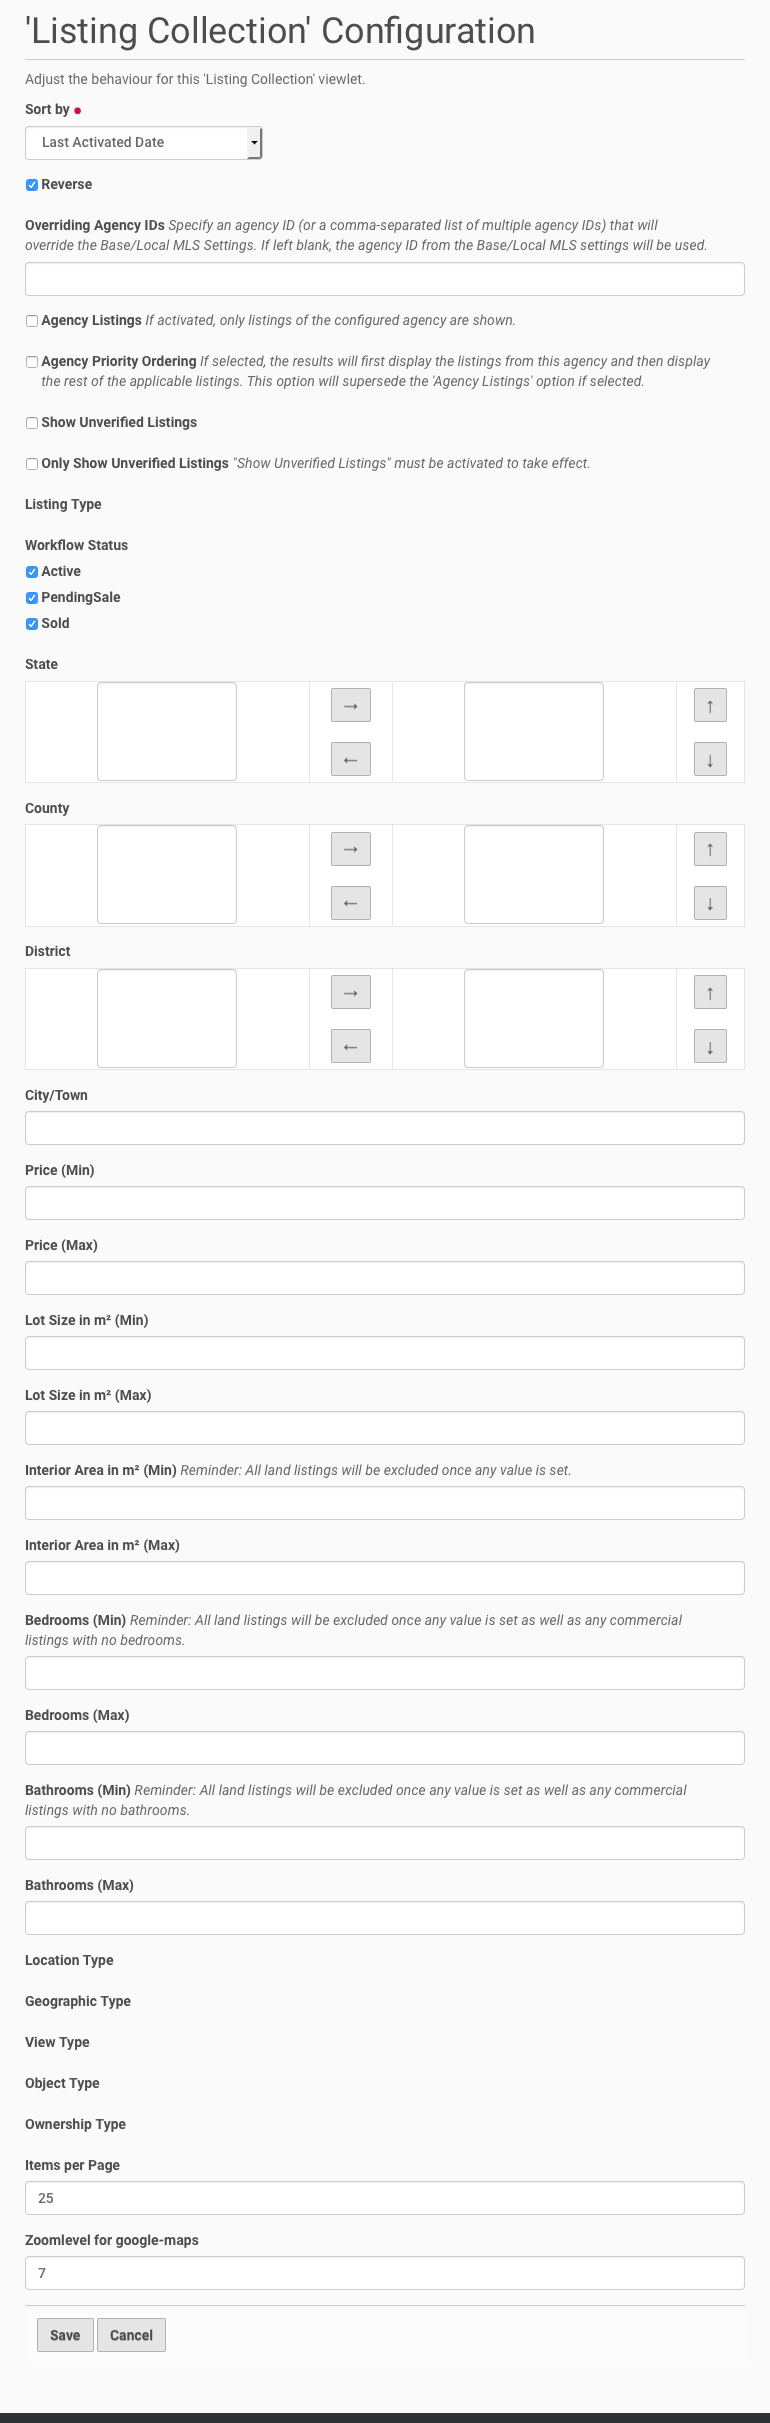 'Listing Collection' Configuration
Adjust the behaviour for this 'Listing Collection' viewlet.
Sort by
Last Activated Date
Reverse
Overriding Agency IDs Specify an agency ID (or a comma-separated list of multiple agency IDs) that will
override the Base/Local MLS Settings. If left blank, the agency ID from the Base/Local MLS settings will be used.
Agency Listings If activated, only listings of the configured agency are shown.
Agency Priority Ordering If selected, the results will first display the listings from this agency and then display
the rest of the applicable listings. This option will supersede the 'Agency Listings' option if selected.
Show Unverified Listings
Only Show Unverified Listings "Show Unverified Listings" must be activated to take effect.
Listing Type
Workflow Status
Active
PendingSale
Sold
State
→ ↑
← ↓
County
→ ↑
← ↓
District
→ ↑
← ↓
City/Town
Price (Min)
Price (Max)
Lot Size in m² (Min)
Lot Size in m² (Max)
Interior Area in m² (Min) Reminder: All land listings will be excluded once any value is set.
Interior Area in m² (Max)
Bedrooms (Min) Reminder: All land listings will be excluded once any value is set as well as any commercial
listings with no bedrooms.
Bedrooms (Max)
Bathrooms (Min) Reminder: All land listings will be excluded once any value is set as well as any commercial
listings with no bathrooms.
Bathrooms (Max)
Location Type
Geographic Type
View Type
Object Type
Ownership Type
Items per Page
25
Zoomlevel for google-maps
7
Save Cancel